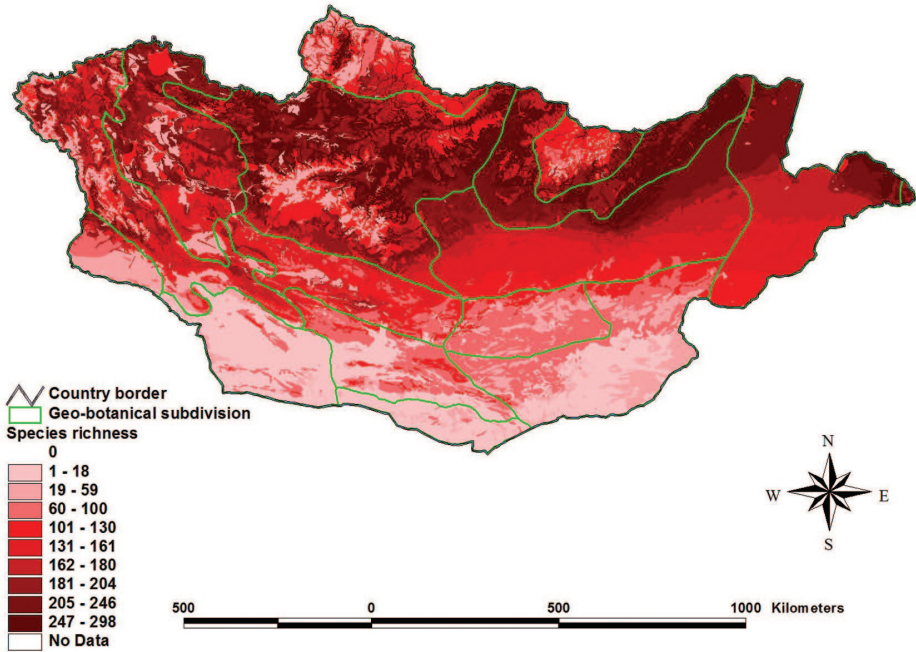 Country border
Geo-botanical subdivision
Species richness
0
1 - 18
19 - 59
60 - 100
101 - 130
131 - 161
162 - 180
181 - 204
205 - 246
247 - 298
No Data
N
W E
S
500 0 500 1000 Kilometers